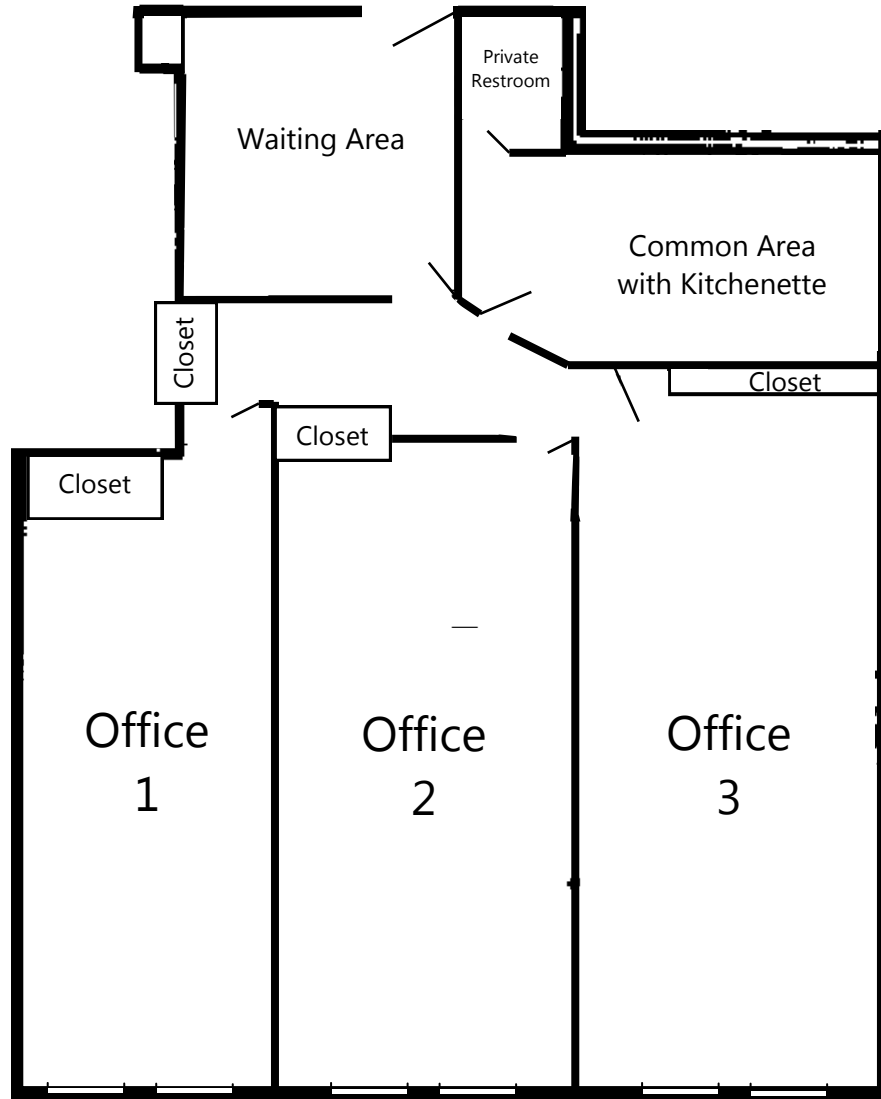 Private
Restroom
Waiting Area
Common Area
with Kitchenette
Closet
Closet
Closet
Closet
Office
1
Office
2
Office
3